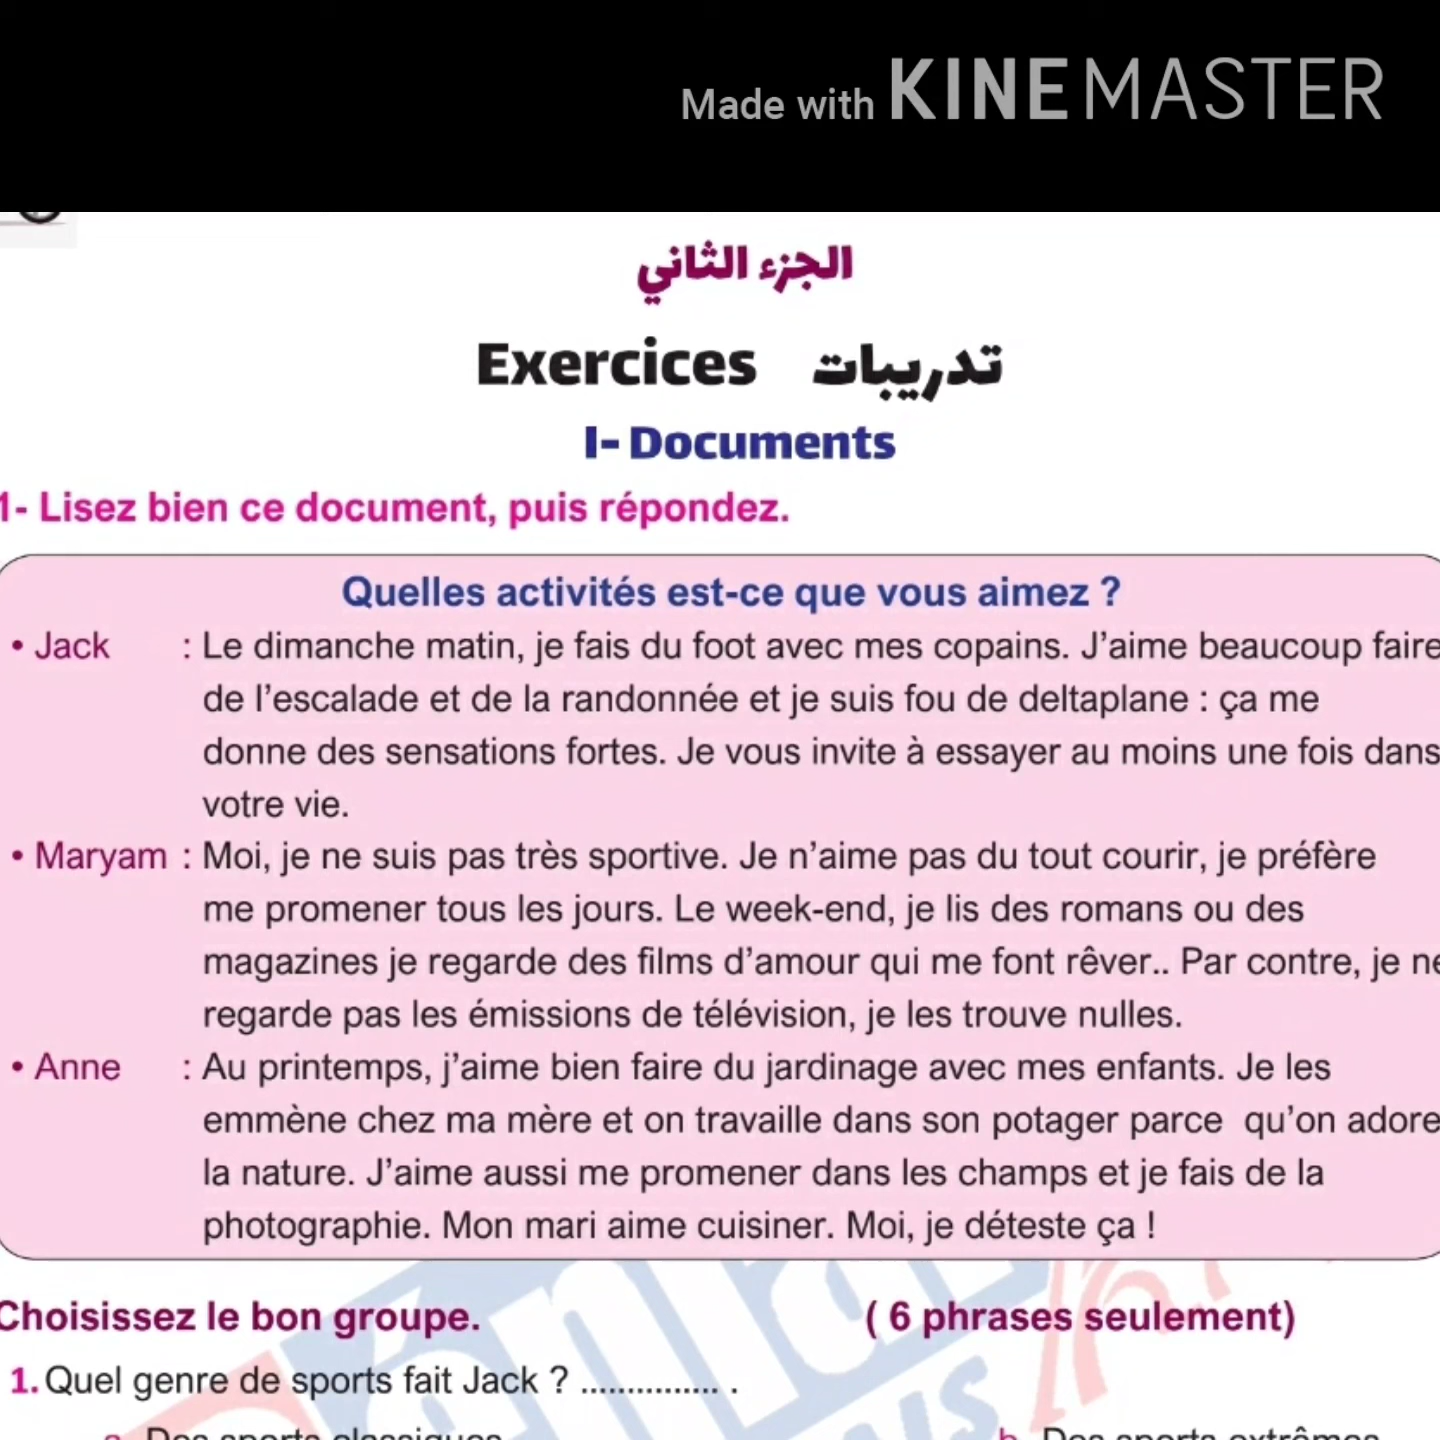 Made with KINEMASTER
الجزء الثاني
Exercices تدريبات
I- Documents
1- Lisez bien ce document, puis répondez.
Quelles activités est-ce que vous aimez ?
• Jack : Le dimanche matin, je fais du foot avec mes copains. J'aime beaucoup faire
de l'escalade et de la randonnée et je suis fou de deltaplane : ça me
donne des sensations fortes. Je vous invite à essayer au moins une fois dans
votre vie.
• Maryam : Moi, je ne suis pas très sportive. Je n'aime pas du tout courir, je préfère
me promener tous les jours. Le week-end, je lis des romans ou des
magazines je regarde des films d'amour qui me font rêver.. Par contre, je ne
regarde pas les émissions de télévision, je les trouve nulles.
• Anne : Au printemps, j'aime bien faire du jardinage avec mes enfants. Je les
emmène chez ma mère et on travaille dans son potager parce qu'on adore
la nature. J'aime aussi me promener dans les champs et je fais de la
photographie. Mon mari aime cuisiner. Moi, je déteste ça !
Choisissez le bon groupe. ( 6 phrases seulement)
1. Quel genre de sports fait Jack ? ............... .
a. Des sports classiques b. Des sports extrêmes